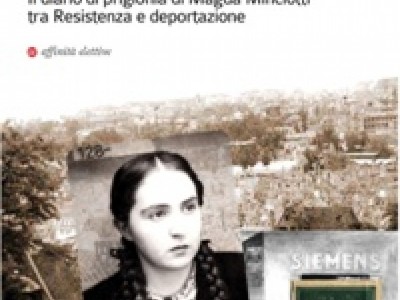 Il diario di prigionia di Magda Minciotti
tra Resistenza e deportazione
affinità elettive
128
SIEMENS